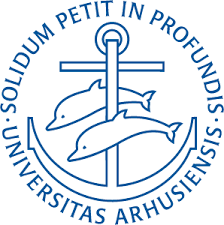 SOLIDUM PETIT IN PROFUNDIS
UNIVERSITAS ARHUSIENSIS